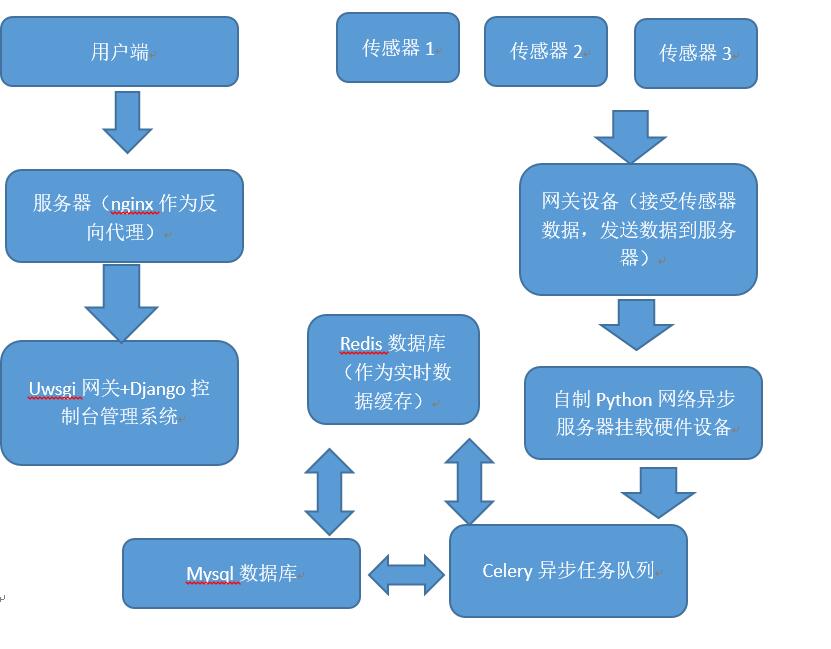 用户端
传感器 1
传感器 2
传感器 3
服务器（nginx 作为反
向代理）
网关设备（接受传感器
数据，发送数据到服务
器）
Redis 数据库
（作为实时数
据缓存）
Uwsgi 网关+Django 控
制台管理系统
自制 Python 网络异步
服务器挂载硬件设备
Mysql 数据库
Celery 异步任务队列